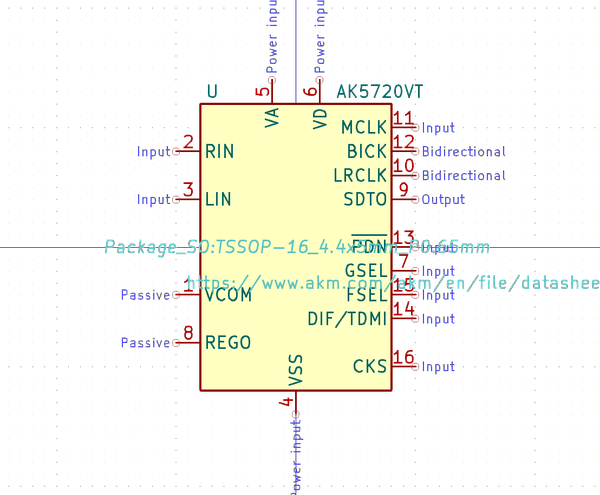 Power input
Power input
U
AK5720VT
5
6
VA
VD
MCLK
11
Input
Input
2
RIN
BICK
12
Bidirectional
LRCLK
10
Bidirectional
Input
3
LIN
SDTO
9
Output
PDN
13
Input
Package_SO:TSSOP-16_4.4x5mm_P0.65mm
GSEL
7
Input
https://www.akm.com/akm/en/file/datashee
Passive
1
VCOM
FSEL
15
Input
DIF/TDMI
14
Input
Passive
8
REGO
VSS
CKS
16
Input
4
Power input